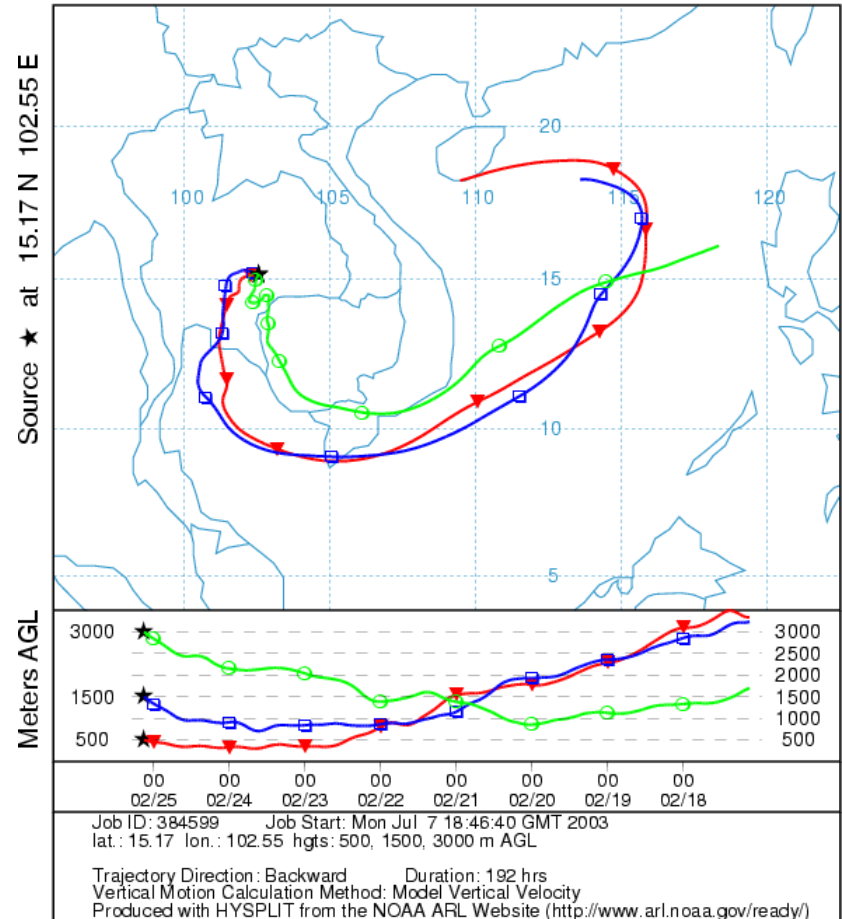 Source ★ at 15.17 N 102.55 E
20
100 105 110 115 120
15
10
5
Meters AGL
3000 3000
2500
2000
1500 1500
1000
500 500
00 00 00 00 00 00 00 00
02/25 02/24 02/23 02/22 02/21 02/20 02/19 02/18
Job ID: 384599 Job Start: Mon Jul 7 18:46:40 GMT 2003
lat.: 15.17 lon.: 102.55 hgts: 500, 1500, 3000 m AGL
Trajectory Direction: Backward Duration: 192 hrs
Vertical Motion Calculation Method: Model Vertical Velocity
Produced with HYSPLIT from the NOAA ARL Website (http://www.arl.noaa.gov/ready/)